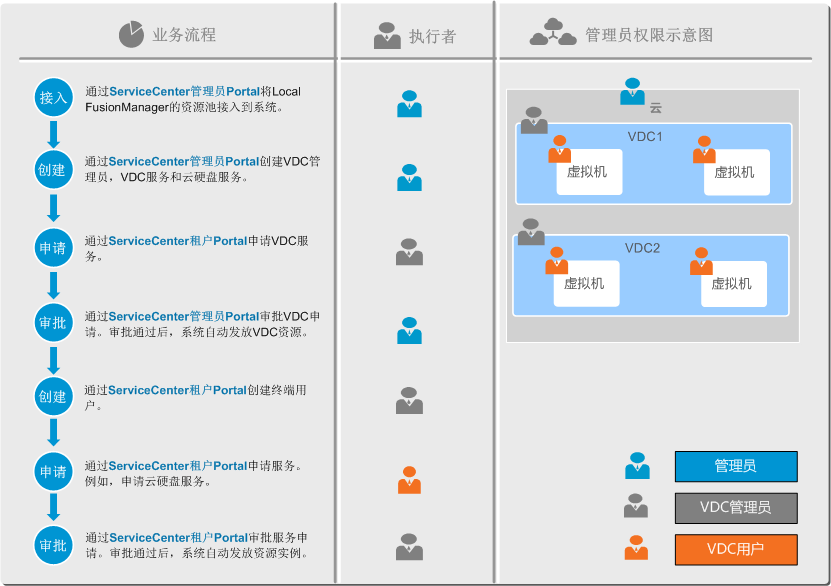 业务流程
执行者
管理员权限示意图
接入
通过ServiceCenter管理员Portal将Local
FusionManager的资源池接入到系统。
创建
通过ServiceCenter管理员Portal创建VDC管
理员，VDC服务和云硬盘服务。
申请
通过ServiceCenter租户Portal申请VDC服
务。
审批
通过ServiceCenter管理员Portal审批VDC申
请。审批通过后，系统自动发放VDC资源。
创建
通过ServiceCenter租户Portal创建终端用
户。
申请
通过ServiceCenter租户Portal申请服务。
例如，申请云硬盘服务。
审批
通过ServiceCenter租户Portal审批服务申
请。审批通过后，系统自动发放资源实例。
云
VDC1
虚拟机
虚拟机
VDC2
虚拟机
虚拟机
管理员
VDC管理员
VDC用户